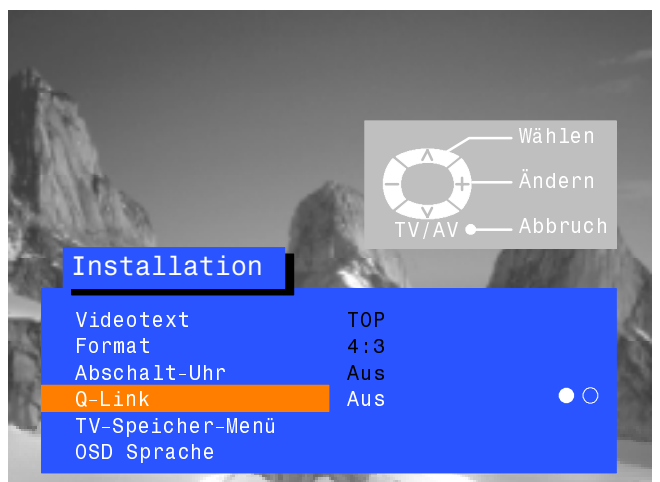 Wählen
Ändern
TV/AV Abbruch
Installation
Videotext TOP
Format 4:3
Abschalt-Uhr Aus
Q-Link Aus
TV-Speicher-Menü
OSD Sprache